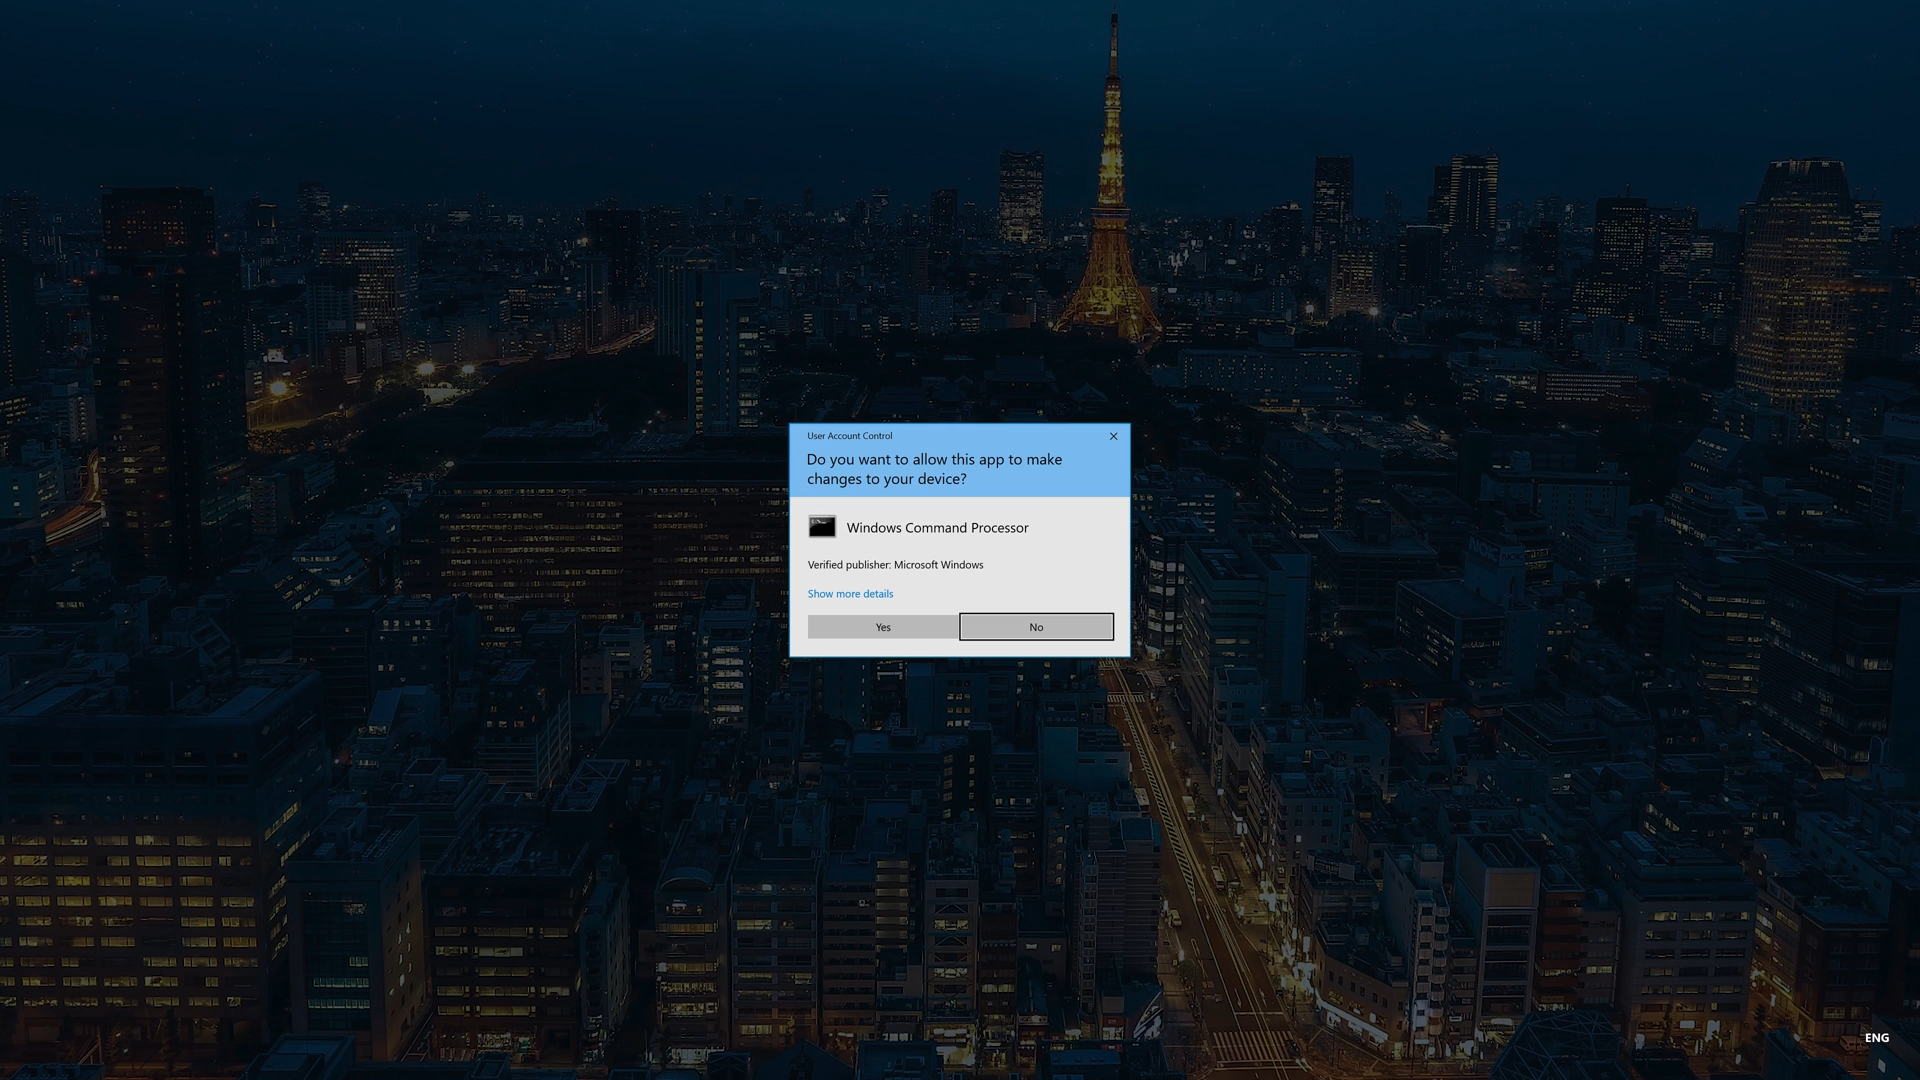 User Account Control
Do you want to allow this app to make
changes to your device?
Windows Command Processor
Verified publisher: Microsoft Windows
Show more details
Yes
No
ENG